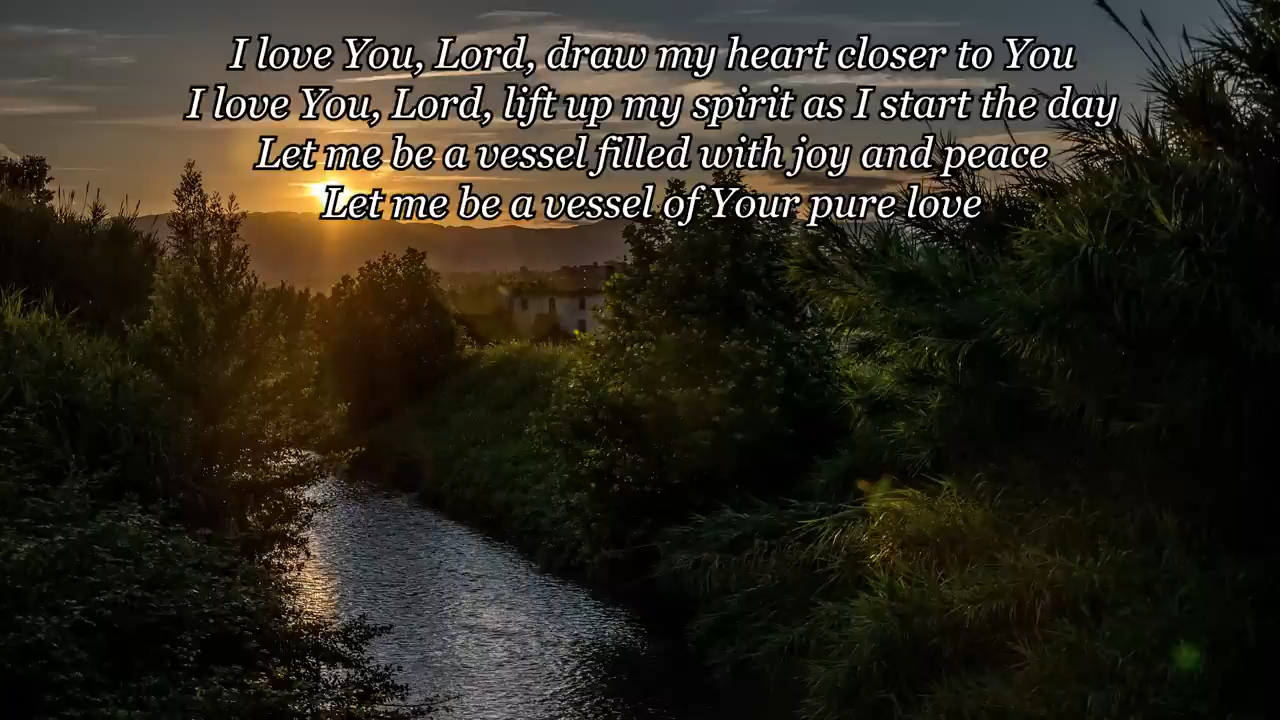 I love You, Lord, draw my heart closer to You
I love You, Lord, lift up my spirit as I start the day
Let me be a vessel filled with joy and peace
Let me be a vessel of Your pure love